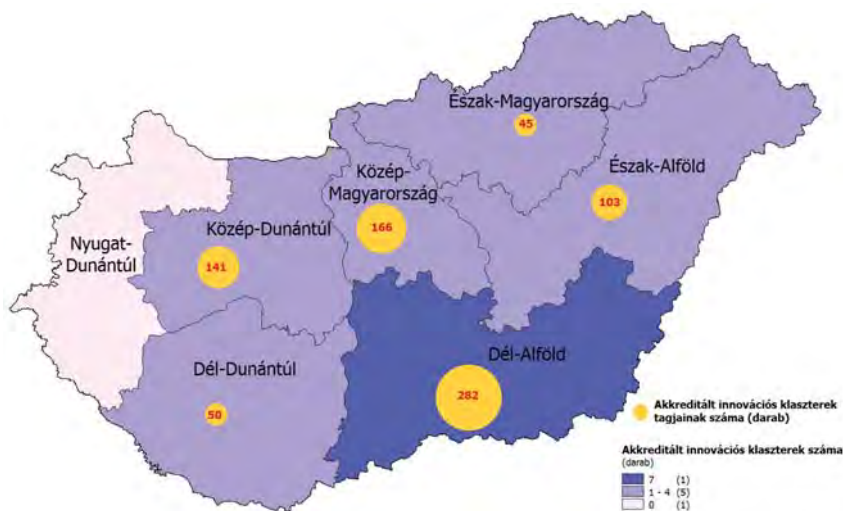 Észak-Magyarország
45
Észak-Alföld
103
Közép-
Magyarország
166
Közép-Dunántúl
141
Nyugat-
Dunántúl
Dél-Alföld
282
Dél-Dunántúl
50
Akkreditált innovációs klaszterek
tagjainak száma (darab)
Akkreditált innovációs klaszterek száma
(darab)
7 (1)
1 - 4 (5)
0 (1)